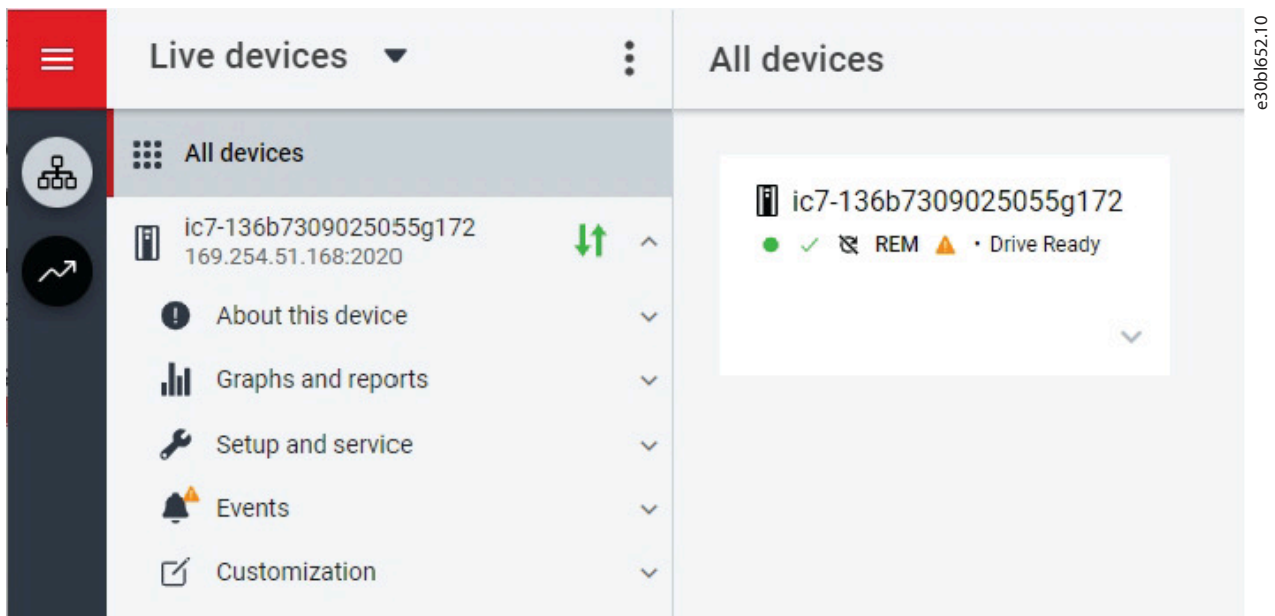 Live devices
All devices
ic7-136b7309025055g172
169.254.51.168:2020
About this device
Graphs and reports
Setup and service
Events
Customization
All devices
ic7-136b7309025055g172
REM • Drive Ready
e30bl652.10